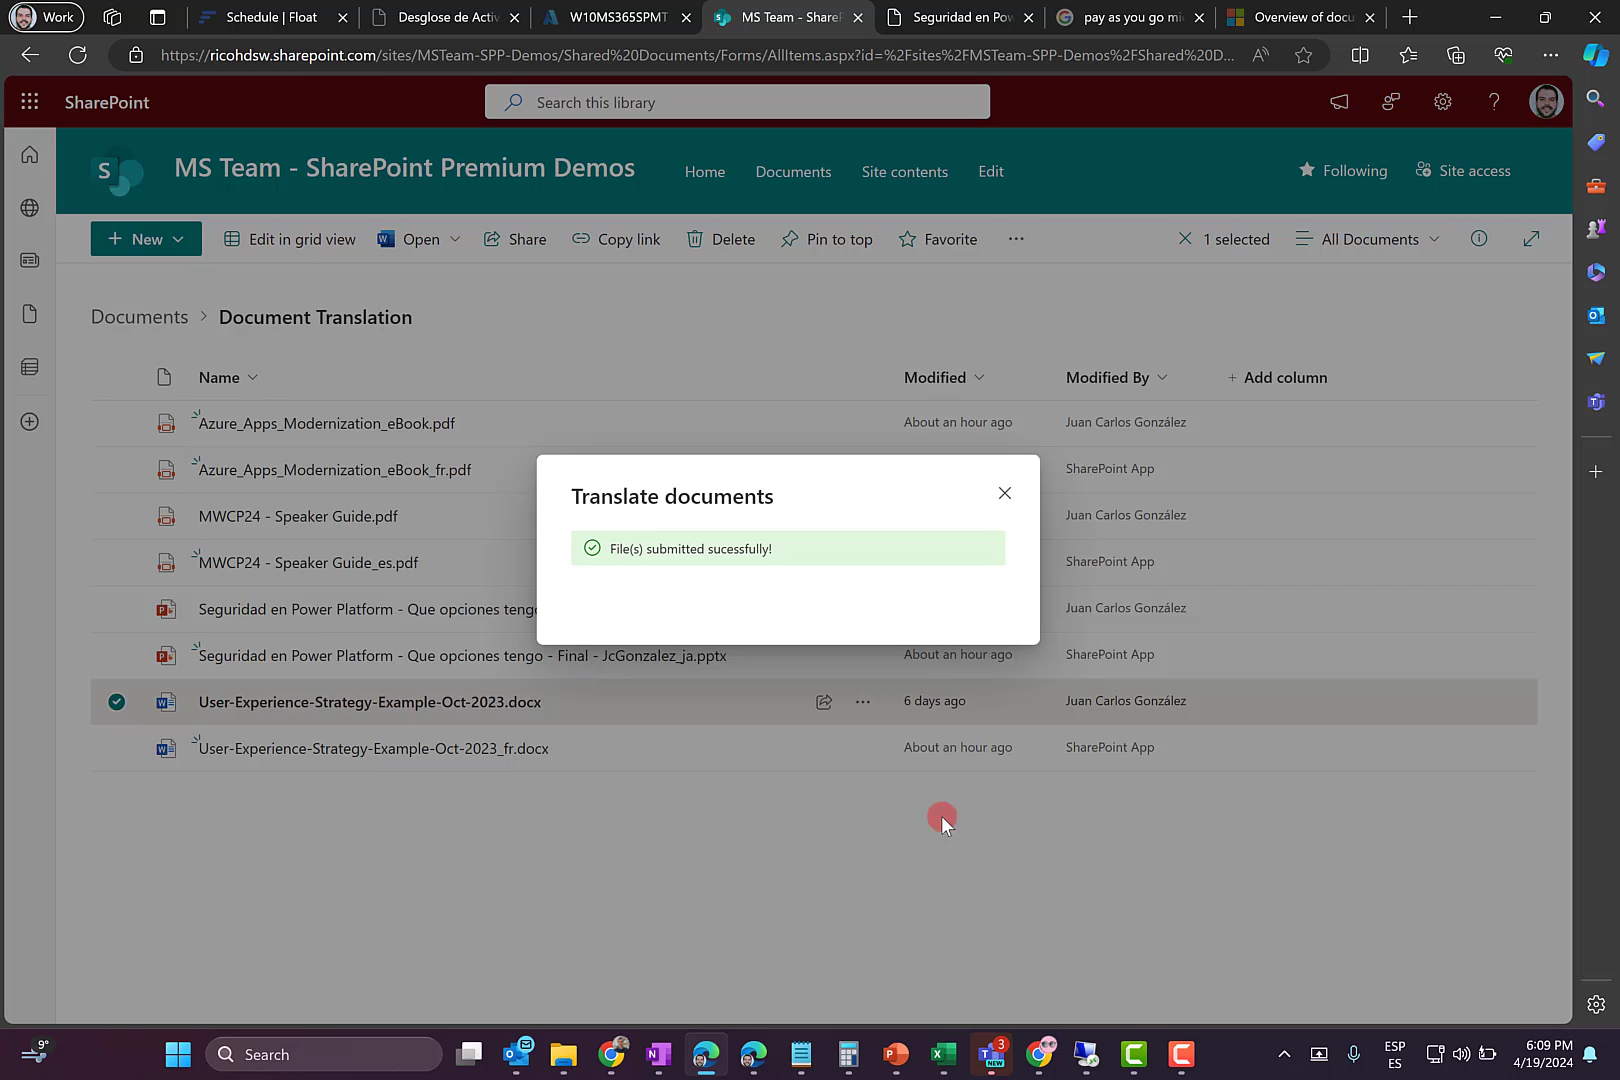 Work
Schedule | Float
Desglose de Activ
W10MS365SPMT
MS Team - ShareP
Seguridad en Pow
pay as you go mi
Overview of docu
https://ricohdsw.sharepoint.com/sites/MSTeam-SPP-Demos/Shared%20Documents/Forms/AllItems.aspx?id=%2Fsites%2FMSTeam-SPP-Demos%2FShared%20D...
SharePoint
Search this library
S
MS Team - SharePoint Premium Demos
Home
Documents
Site contents
Edit
Following
Site access
New
Edit in grid view
Open
Share
Copy link
Delete
Pin to top
Favorite
1 selected
All Documents
Documents > Document Translation
Name
Modified
Modified By
+ Add column
Azure_Apps_Modernization_eBook.pdf
About an hour ago
Juan Carlos González
Azure_Apps_Modernization_eBook_fr.pdf
SharePoint App
MWCP24 - Speaker Guide.pdf
Juan Carlos González
MWCP24 - Speaker Guide_es.pdf
SharePoint App
Seguridad en Power Platform - Que opciones tengo
Juan Carlos González
Seguridad en Power Platform - Que opciones tengo - Final - JcGonzalez_ja.pptx
About an hour ago
SharePoint App
User-Experience-Strategy-Example-Oct-2023.docx
6 days ago
Juan Carlos González
User-Experience-Strategy-Example-Oct-2023_fr.docx
About an hour ago
SharePoint App
Translate documents
File(s) submitted sucessfully!
9°
Search
3
NEW
ESP
ES
6:09 PM
4/19/2024